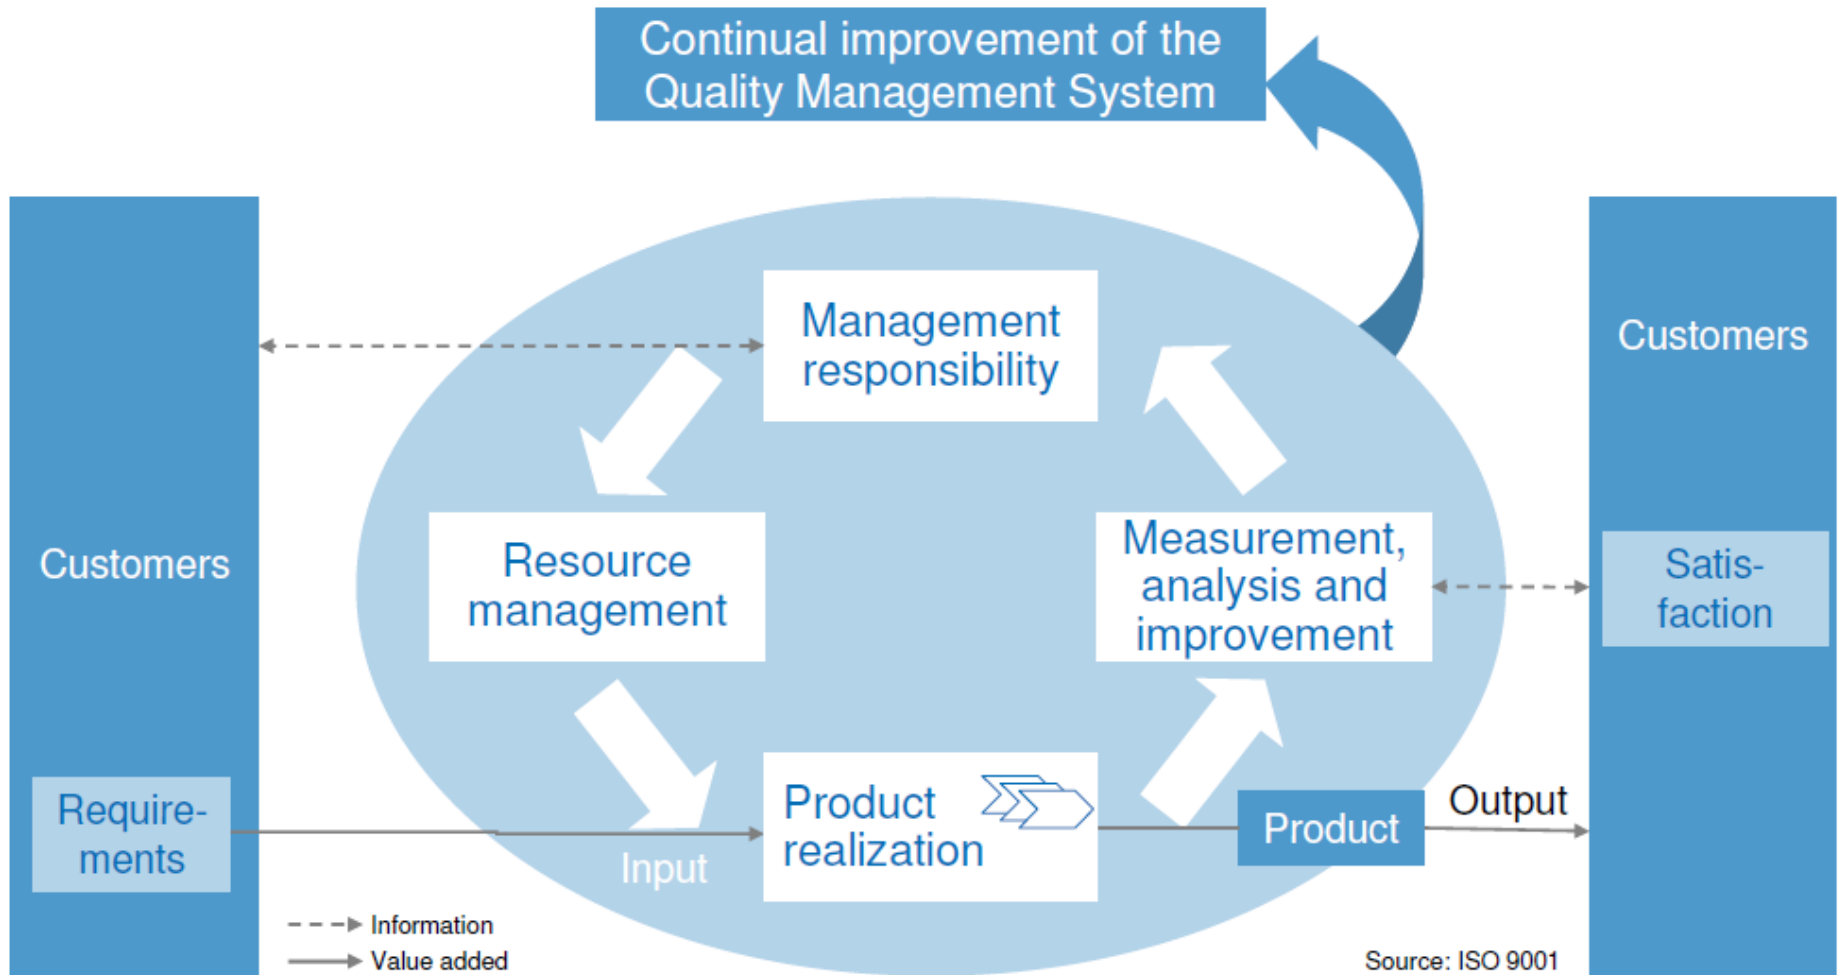 Continual improvement of the
Quality Management System
Customers
Require-
ments
Management
responsibility
Resource
management
Measurement,
analysis and
improvement
Product
realization
Input
Product
Output
Customers
Satis-
faction
Information
Value added
Source: ISO 9001